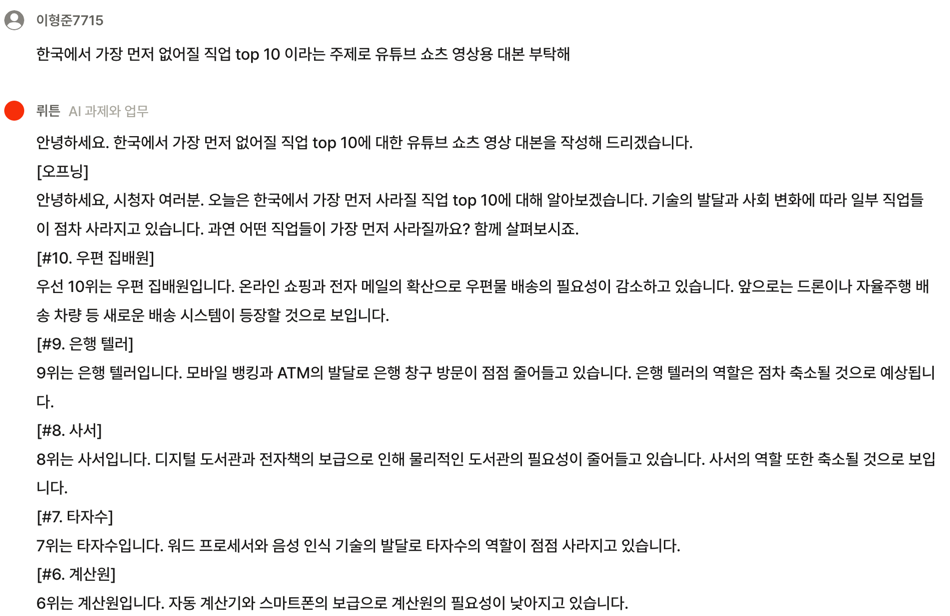 이형준7715
한국에서 가장 먼저 없어질 직업 top 10 이라는 주제로 유튜브 쇼츠 영상용 대본 부탁해
뤼튼 AI 과제와 업무
안녕하세요. 한국에서 가장 먼저 없어질 직업 top 10에 대한 유튜브 쇼츠 영상 대본을 작성해 드리겠습니다.
[오프닝]
안녕하세요, 시청자 여러분. 오늘은 한국에서 가장 먼저 사라질 직업 top 10에 대해 알아보겠습니다. 기술의 발달과 사회 변화에 따라 일부 직업들
이 점차 사라지고 있습니다. 과연 어떤 직업들이 가장 먼저 사라질까요? 함께 살펴보시죠.
[#10. 우편 집배원]
우선 10위는 우편 집배원입니다. 온라인 쇼핑과 전자 메일의 확산으로 우편물 배송의 필요성이 감소하고 있습니다. 앞으로는 드론이나 자율주행 배
송 차량 등 새로운 배송 시스템이 등장할 것으로 보입니다.
[#9. 은행 텔러]
9위는 은행 텔러입니다. 모바일 뱅킹과 ATM의 발달로 은행 창구 방문이 점점 줄어들고 있습니다. 은행 텔러의 역할은 점차 축소될 것으로 예상됩니
다.
[#8. 사서]
8위는 사서입니다. 디지털 도서관과 전자책의 보급으로 인해 물리적인 도서관의 필요성이 줄어들고 있습니다. 사서의 역할 또한 축소될 것으로 보입
니다.
[#7. 타자수]
7위는 타자수입니다. 워드 프로세서와 음성 인식 기술의 발달로 타자수의 역할이 점점 사라지고 있습니다.
[#6. 계산원]
6위는 계산원입니다. 자동 계산기와 스마트폰의 보급으로 계산원의 필요성이 낮아지고 있습니다.